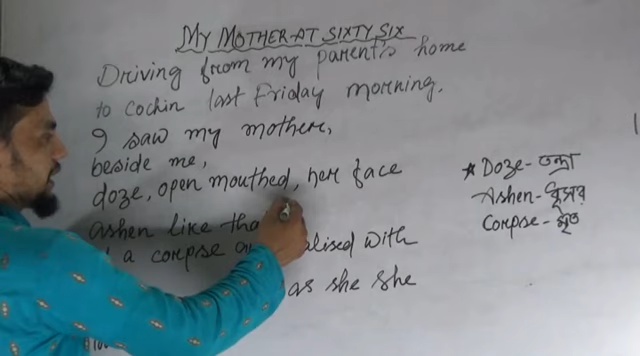 MY MOTHER AT SIXTY SIX
Driving from my parent's home
to cochin last Friday morning,
I saw my mother,
beside me,
doze, open mouthed, her face
ashen like tha
a corpse an alised with
as she she
* Doze - তন্দ্রা
Ashen - ধূসর
Corpse - মৃত